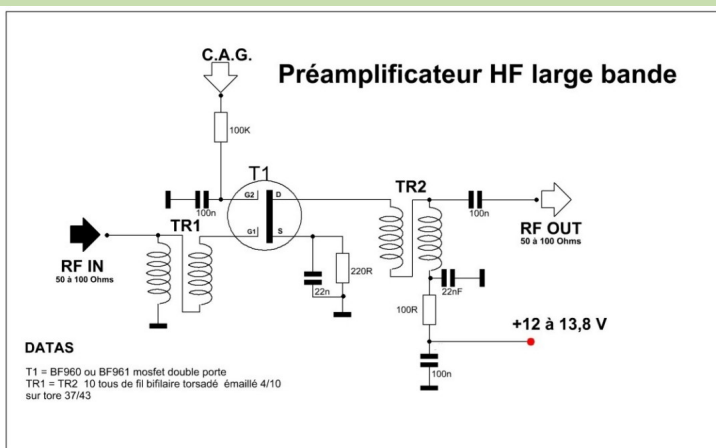 C.A.G.
Préamplificateur HF large bande
100K
T1
G2
D
TR2
100n
TR1
G1
S
100n
RF OUT
50 à 100 Ohms
RF IN
50 à 100 Ohms
220R
22n
22nF
100R
+12 à 13,8 V
DATAS
100n
T1 = BF960 ou BF961 mosfet double porte
TR1 = TR2 10 tous de fil bifilaire torsadé émaillé 4/10
sur tore 37/43